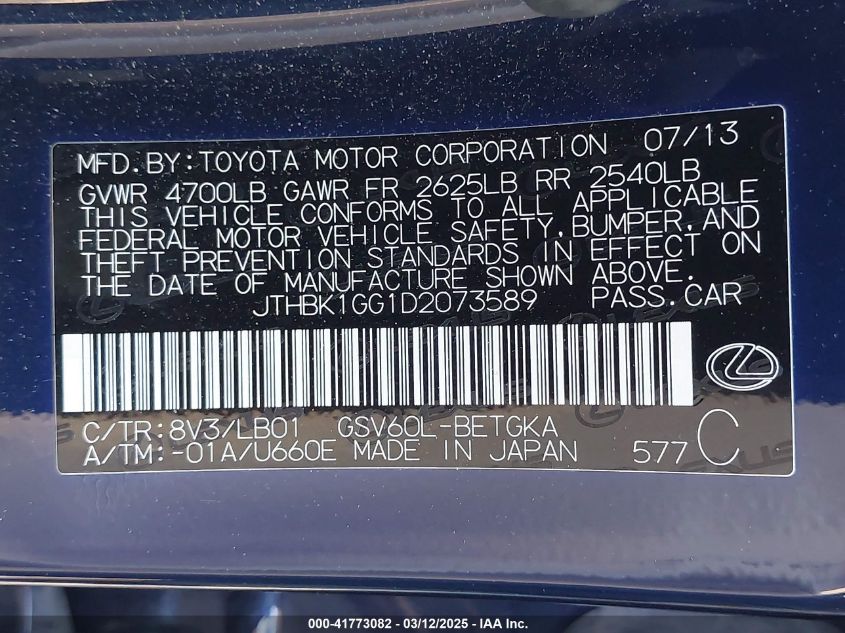 MFD.BY:TOYOTA MOTOR CORPORATION 07/13
GVWR 4700LB GAWR FR 2625LB RR 2540LB
THIS VEHICLE CONFORMS TO ALL APPLICABLE
FEDERAL MOTOR VEHICLE SAFETY,BUMPER,AND
THEFT PREVENTION STANDARDS IN EFFECT ON
THE DATE OF MANUFACTURE SHOWN ABOVE.
JTHBK1GG1D2073589 PASS.CAR
C/TR:8V3/LB01 GSV60L-BETGKA
A/TM:-01A/U660E MADE IN JAPAN 577 C
000-41773082 - 03/12/2025 - IAA Inc.